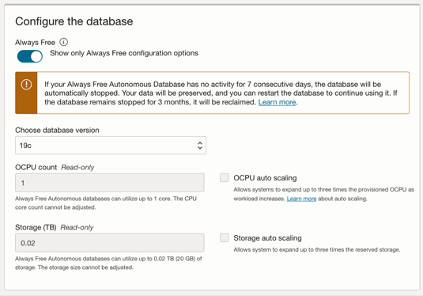 Configure the database
Always Free
Show only Always Free configuration options
If your Always Free Autonomous Database has no activity for 7 consecutive days, the database will be
automatically stopped. Your data will be preserved, and you can restart the database to continue using it. If
the database remains stopped for 3 months, it will be reclaimed. Learn more.
Choose database version
19c
OCPU count Read-only
1
Always Free Autonomous databases can utilize up to 1 core. The CPU
core count cannot be adjusted.
OCPU auto scaling
Allows systems to expand up to three times the provisioned OCPU as
workload increases. Learn more about auto scaling.
Storage (TB) Read-only
0.02
Always Free Autonomous databases can utilize up to 0.02 TB (20 GB) of
storage. The storage size cannot be adjusted.
Storage auto scaling
Allows system to expand up to three times the reserved storage.